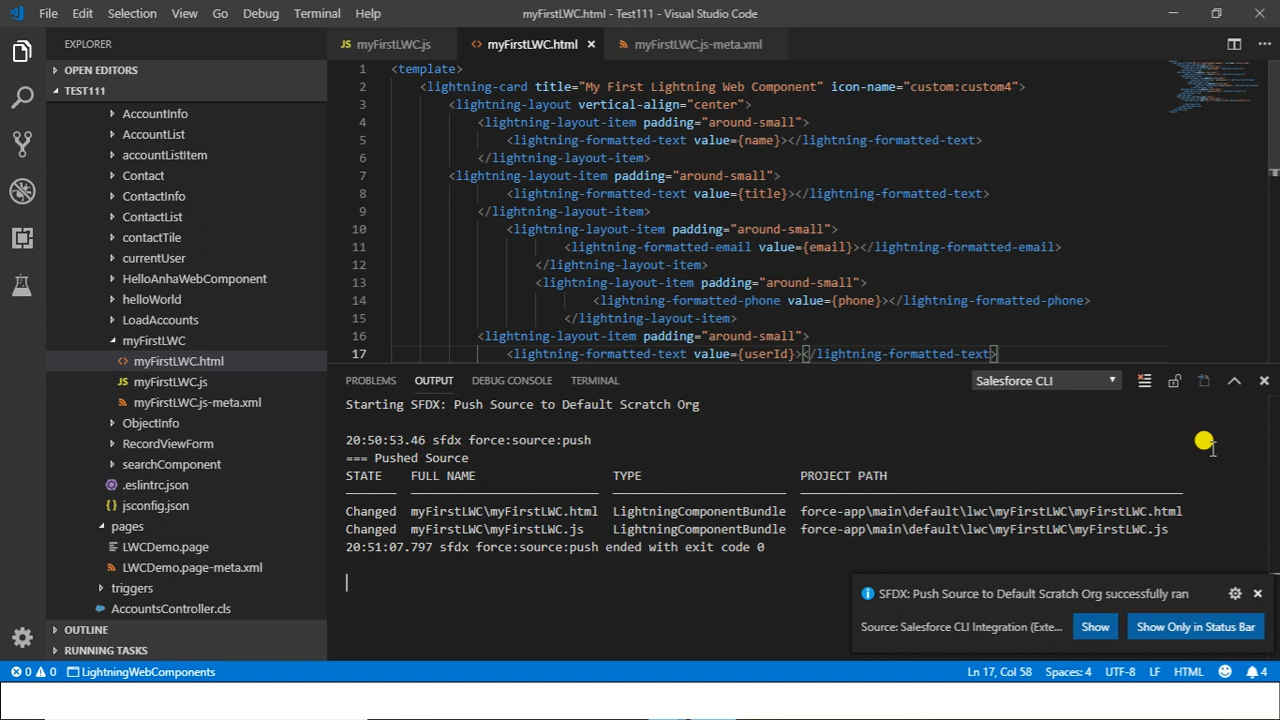 File Edit Selection View Go Debug Terminal Help
myFirstLWC.html - Test111 - Visual Studio Code
EXPLORER
OPEN EDITORS
TEST111
AccountInfo
AccountList
accountListItem
Contact
ContactInfo
ContactList
contactTile
currentUser
HelloAnhaWebComponent
helloWorld
LoadAccounts
myFirstLWC
myFirstLWC.html
myFirstLWC.js
myFirstLWC.js-meta.xml
ObjectInfo
RecordViewForm
searchComponent
.eslintrc.json
jsconfig.json
pages
LWCDemo.page
LWCDemo.page-meta.xml
triggers
AccountsController.cls
OUTLINE
RUNNING TASKS
JS myFirstLWC.js
myFirstLWC.html
myFirstLWC.js-meta.xml
1 <template>
2 <lightning-card title="My First Lightning Web Component" icon-name="custom:custom4">
3 <lightning-layout vertical-align="center">
4 <lightning-layout-item padding="around-small">
5 <lightning-formatted-text value={name}></lightning-formatted-text>
6 </lightning-layout-item>
7 <lightning-layout-item padding="around-small">
8 <lightning-formatted-text value={title}></lightning-formatted-text>
9 </lightning-layout-item>
10 <lightning-layout-item padding="around-small">
11 <lightning-formatted-email value={email}></lightning-formatted-email>
12 </lightning-layout-item>
13 <lightning-layout-item padding="around-small">
14 <lightning-formatted-phone value={phone}></lightning-formatted-phone>
15 </lightning-layout-item>
16 <lightning-layout-item padding="around-small">
17 <lightning-formatted-text value={userId}></lightning-formatted-text>
PROBLEMS OUTPUT DEBUG CONSOLE TERMINAL
Salesforce CLI
Starting SFDX: Push Source to Default Scratch Org
20:50:53.46 sfdx force:source:push
=== Pushed Source
STATE FULL NAME TYPE PROJECT PATH
Changed myFirstLWC\myFirstLWC.html LightningComponentBundle force-app\main\default\lwc\myFirstLWC\myFirstLWC.html
Changed myFirstLWC\myFirstLWC.js LightningComponentBundle force-app\main\default\lwc\myFirstLWC\myFirstLWC.js
20:51:07.797 sfdx force:source:push ended with exit code 0
SFDX: Push Source to Default Scratch Org successfully ran
Source: Salesforce CLI Integration (Exte...
Show
Show Only in Status Bar
0 0 LightningWebComponents
Ln 17, Col 58 Spaces: 4 UTF-8 LF HTML 4